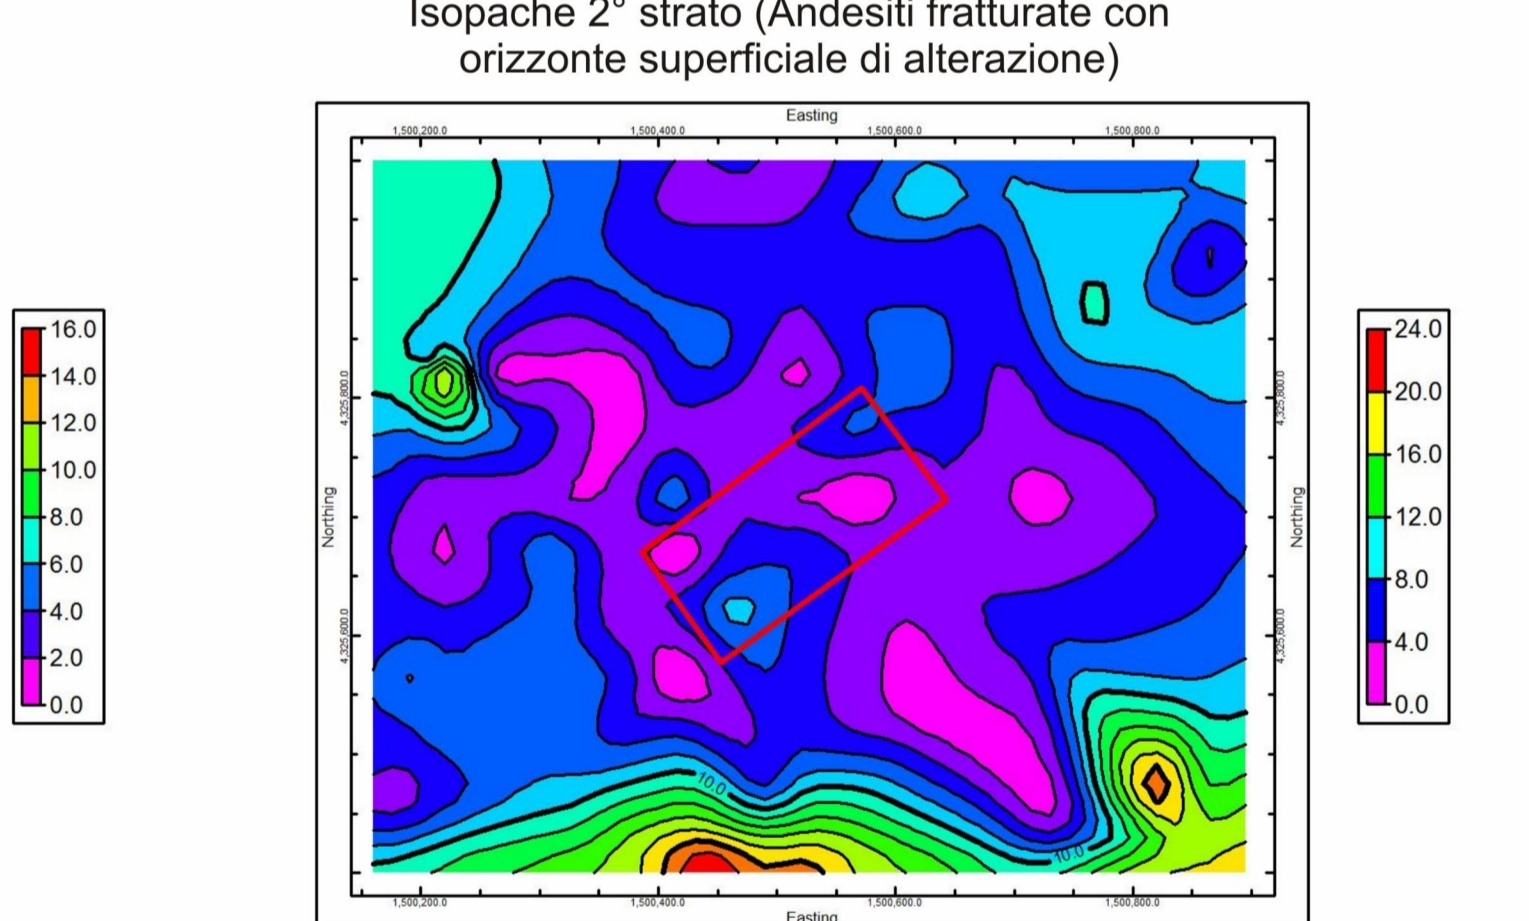 Isopache 2° strato (Andesiti fratturate con
orizzonte superficiale di alterazione)
Easting
1,500,200.0 1,500,400.0 1,500,600.0 1,500,800.0
16.0
14.0
12.0
10.0
8.0
6.0
4.0
2.0
0.0
4,325,800.0
Northing
4,325,600.0
10.0
10.0
4,325,800.0
Northing
4,325,600.0
24.0
20.0
16.0
12.0
8.0
4.0
0.0
1,500,200.0 1,500,400.0 1,500,600.0 1,500,800.0
Easting